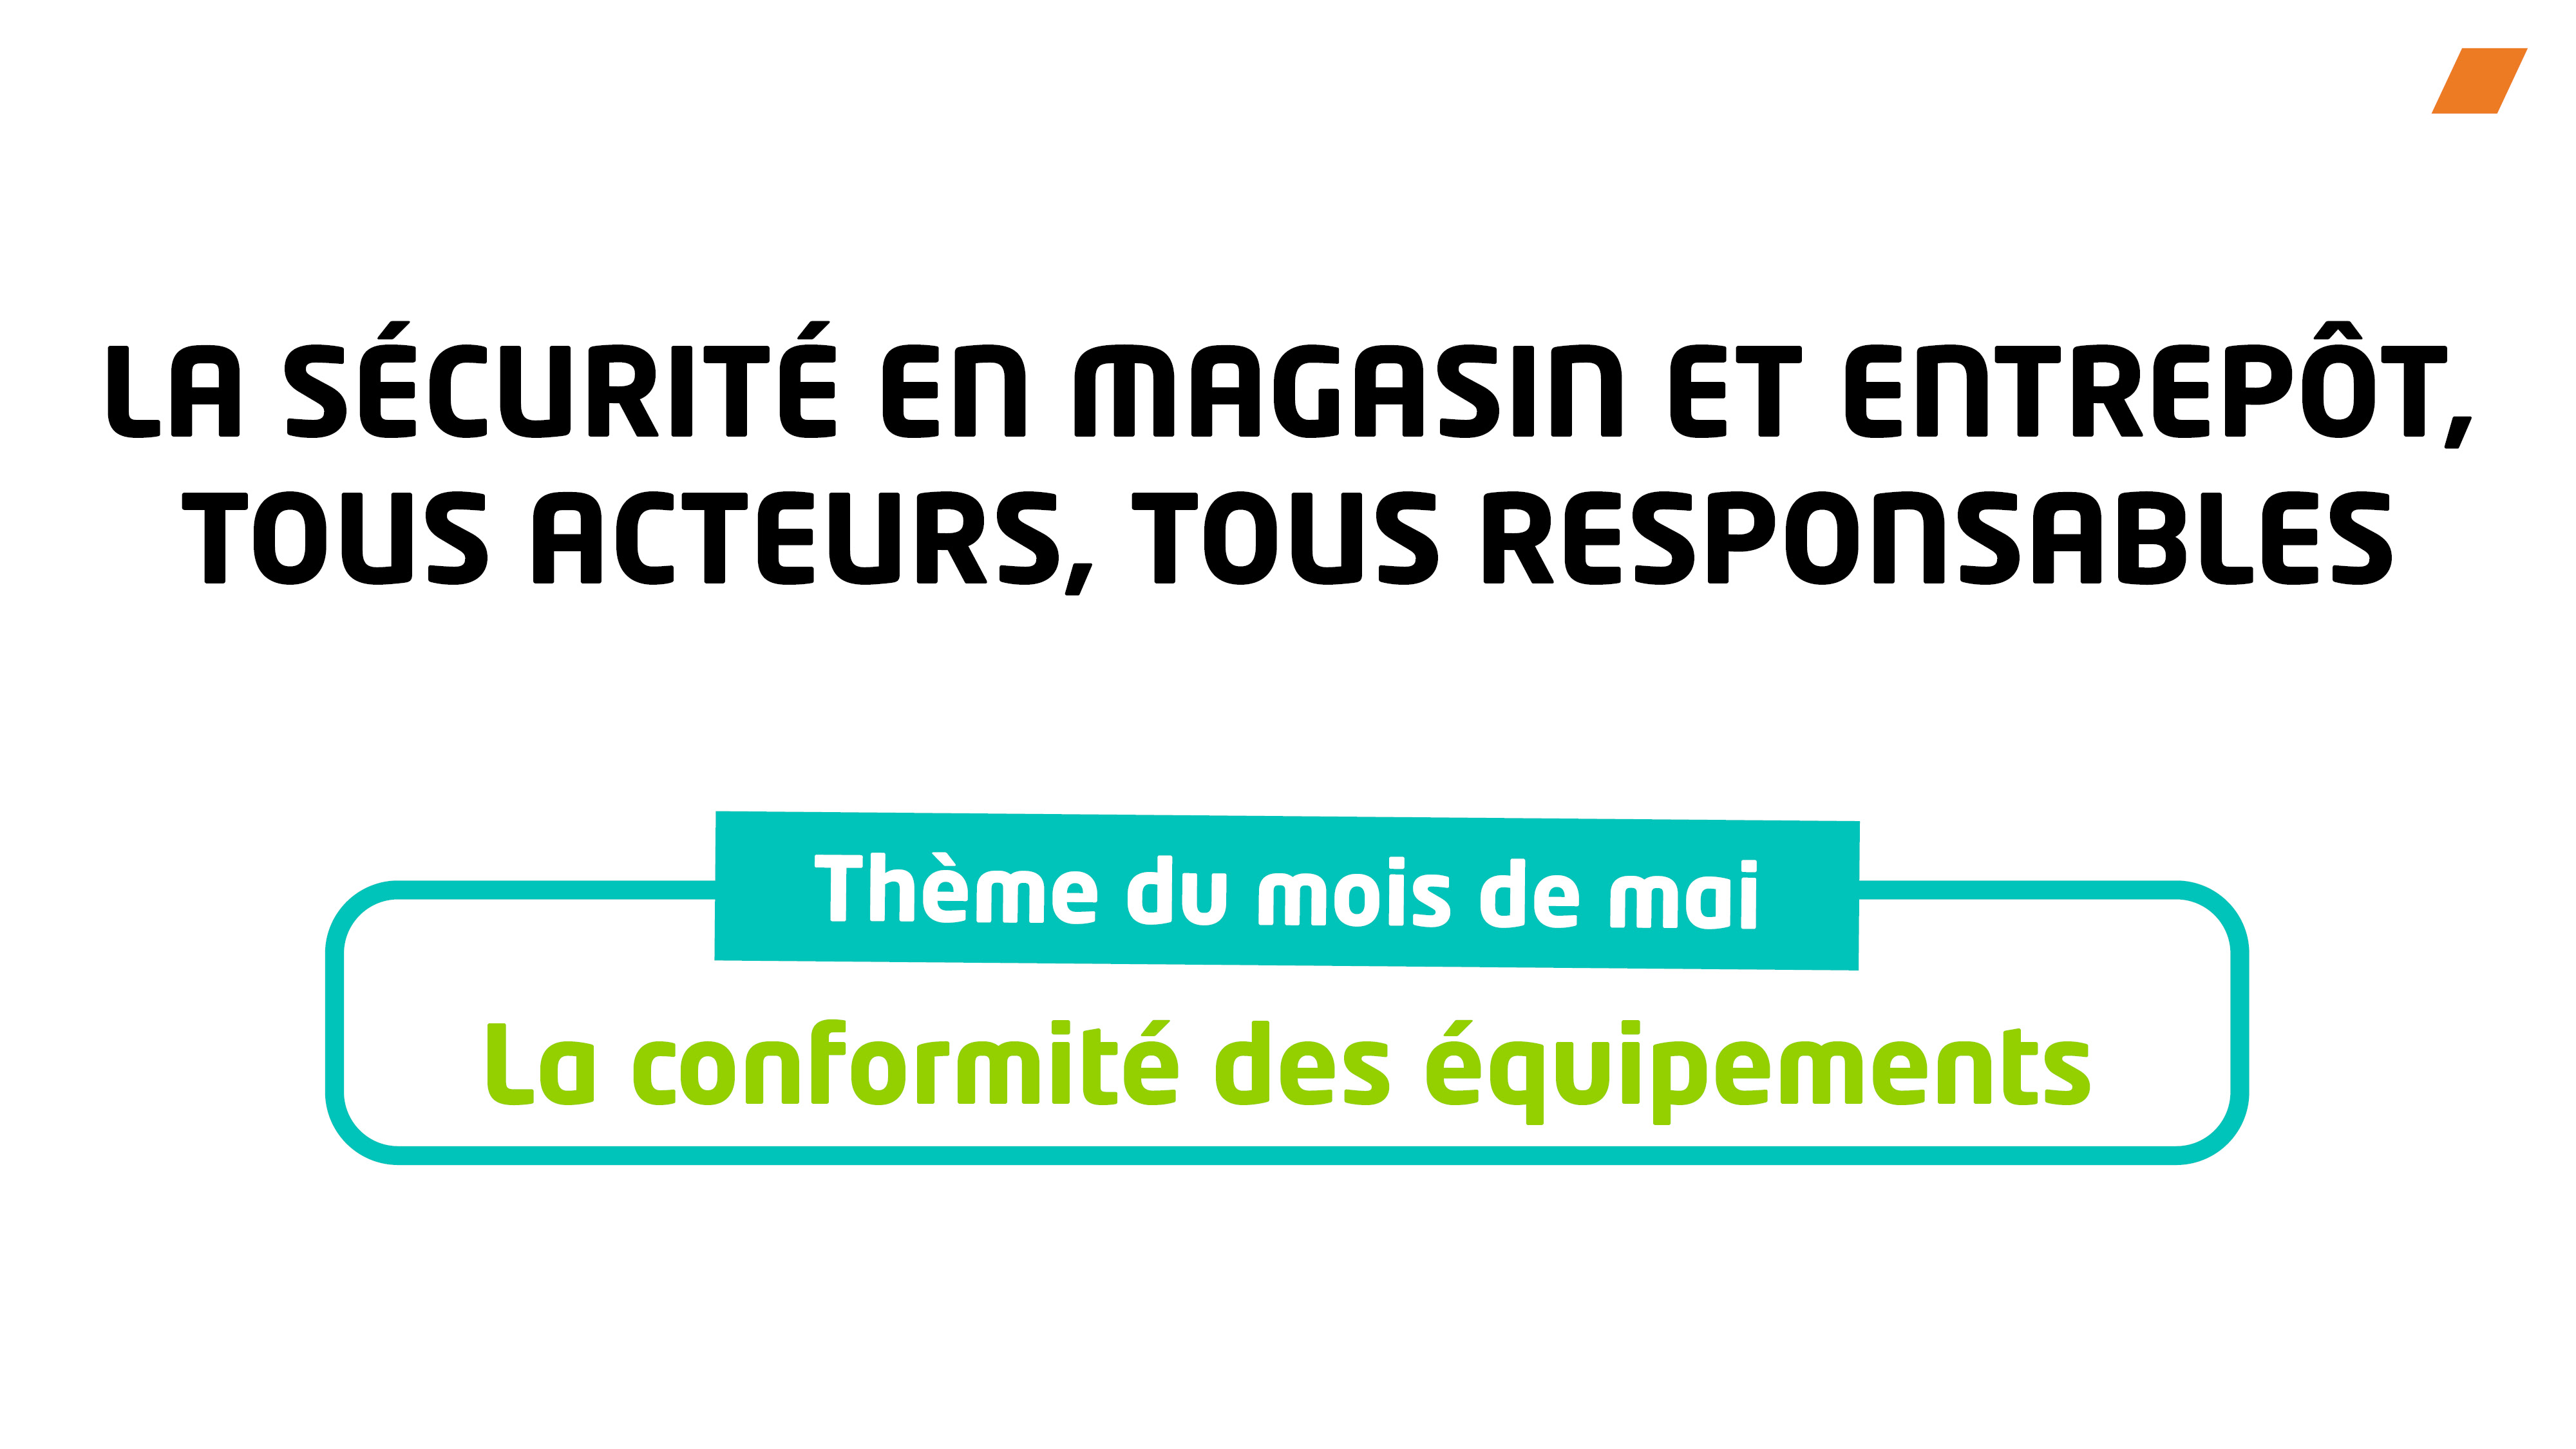 LA SÉCURITÉ EN MAGASIN ET ENTREPÔT,
TOUS ACTEURS, TOUS RESPONSABLES
Thème du mois de mai
La conformité des équipements